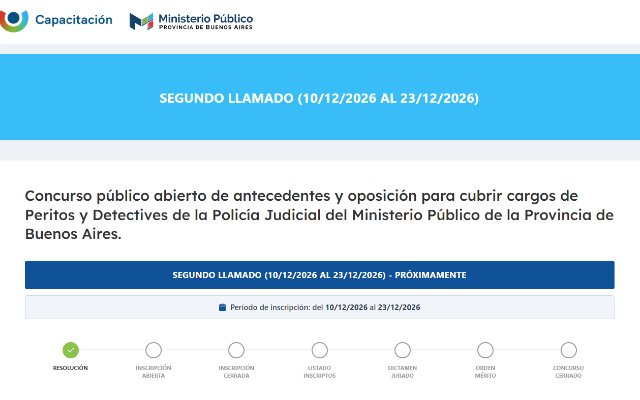 Capacitación
Ministerio Público
PROVINCIA DE BUENOS AIRES
SEGUNDO LLAMADO (10/12/2026 AL 23/12/2026)
Concurso público abierto de antecedentes y oposición para cubrir cargos de
Peritos y Detectives de la Policía Judicial del Ministerio Público de la Provincia de
Buenos Aires.
SEGUNDO LLAMADO (10/12/2026 AL 23/12/2026) - PRÓXIMAMENTE
Período de inscripción: del 10/12/2026 al 23/12/2026
RESOLUCIÓN
INSCRIPCIÓN
ABIERTA
INSCRIPCIÓN
CERRADA
LISTADO
INSCRIPTOS
DICTAMEN
JURADO
ORDEN
MÉRITO
CONCURSO
CERRADO